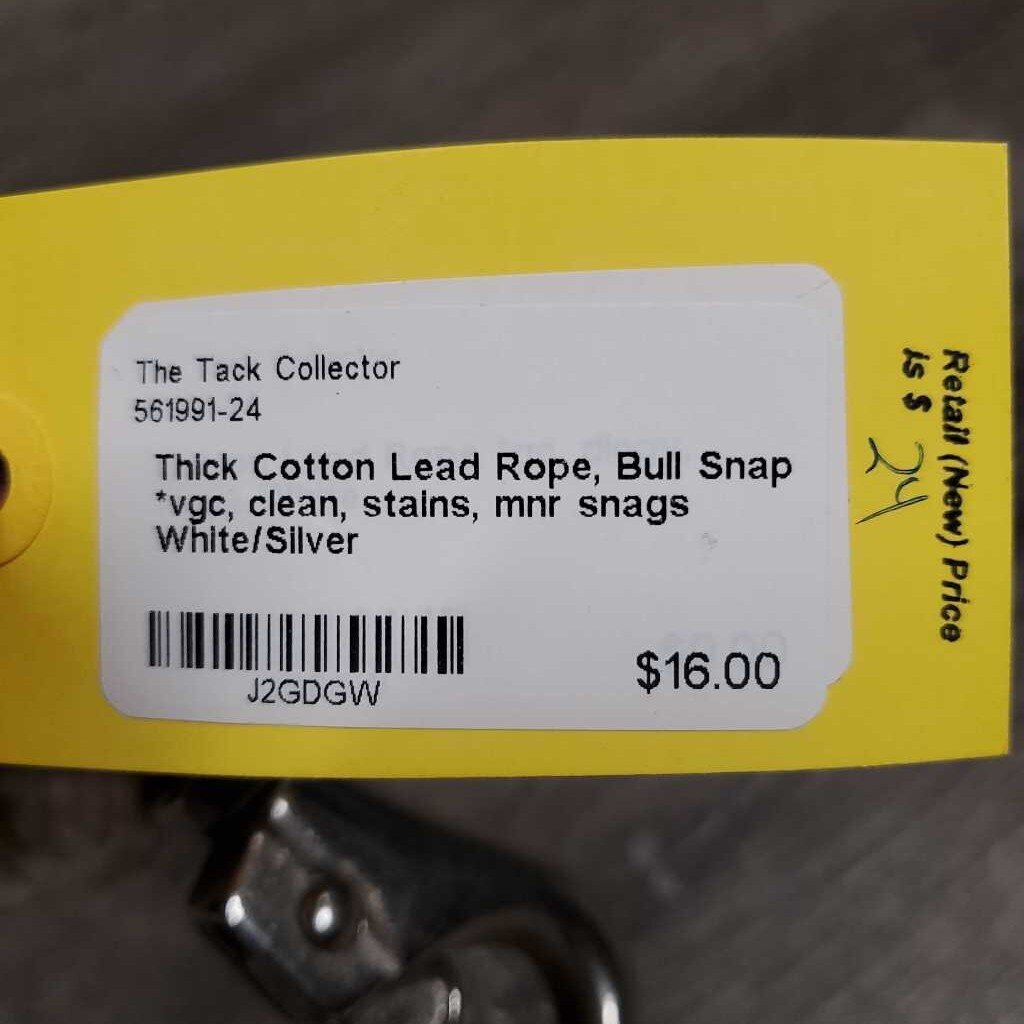 The Tack Collector
561991-24
Thick Cotton Lead Rope, Bull Snap
*vgc, clean, stains, mnr snags
White/Silver
J2GDGW
$16.00
Retail (New) Price
is $ 24